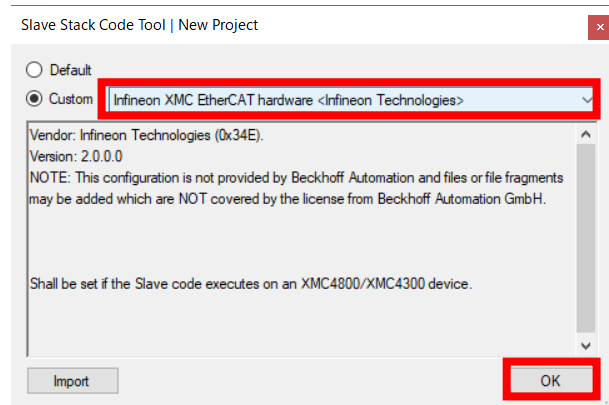 Slave Stack Code Tool | New Project
Default
Custom Infineon XMC EtherCAT hardware <Infineon Technologies>
Vendor: Infineon Technologies (0x34E).
Version: 2.0.0.0
NOTE: This configuration is not provided by Beckhoff Automation and files or file fragments
may be added which are NOT covered by the license from Beckhoff Automation GmbH.
Shall be set if the Slave code executes on an XMC4800/XMC4300 device.
Import OK